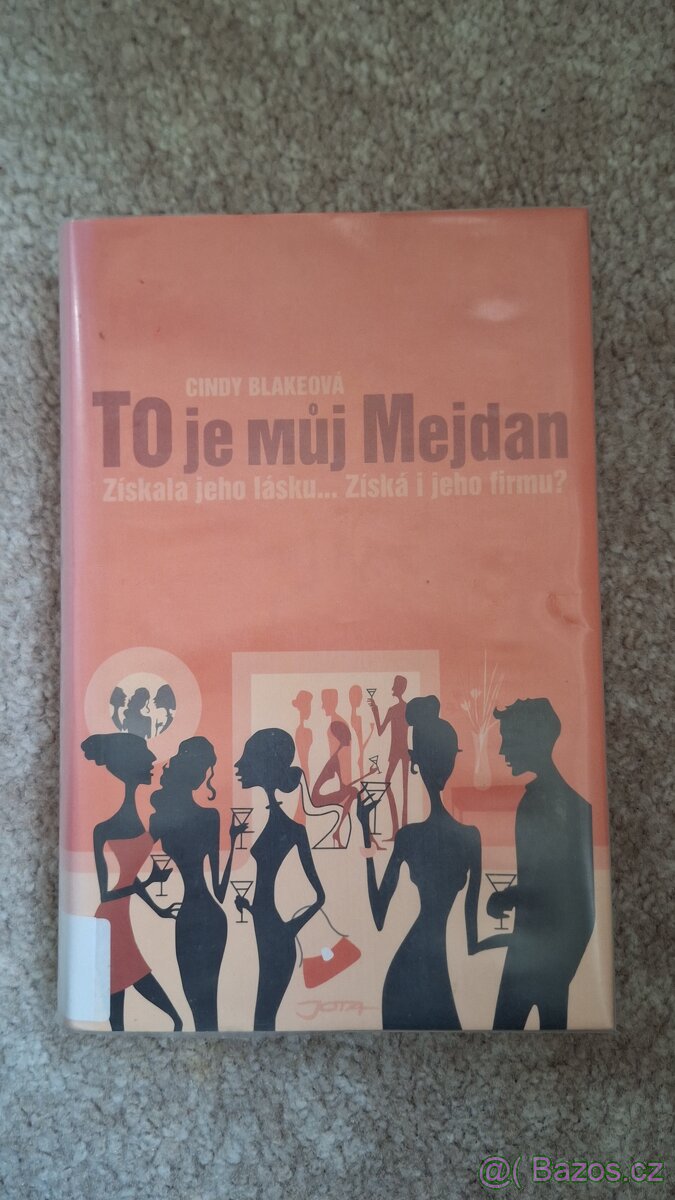 CINDY BLAKEOVÁ
TO je můj Mejdan
Získala jeho lásku... Získá i jeho firmu?
JOTA
@( Bazos.cz